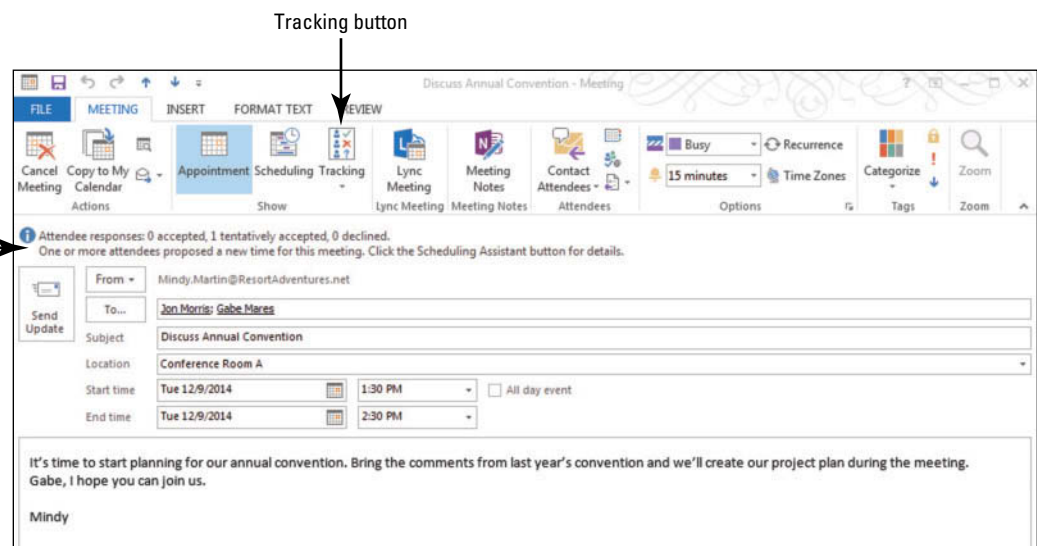 Tracking button
Discuss Annual Convention - Meeting
?
FILE MEETING INSERT FORMAT TEXT REVIEW
Cancel Meeting
Copy to My Calendar
Appointment
Scheduling
Tracking
Lync Meeting
Meeting Notes
Contact Attendees
Busy
15 minutes
Recurrence
Time Zones
Categorize
Zoom
Actions Show Lync Meeting Meeting Notes Attendees Options Tags Zoom
Attendee responses: 0 accepted, 1 tentatively accepted, 0 declined.
One or more attendees proposed a new time for this meeting. Click the Scheduling Assistant button for details.
Send Update
From Mindy.Martin@ResortAdventures.net
To... Jon Morris; Gabe Mares
Subject Discuss Annual Convention
Location Conference Room A
Start time Tue 12/9/2014 1:30 PM All day event
End time Tue 12/9/2014 2:30 PM
It's time to start planning for our annual convention. Bring the comments from last year's convention and we'll create our project plan during the meeting.
Gabe, I hope you can join us.
Mindy